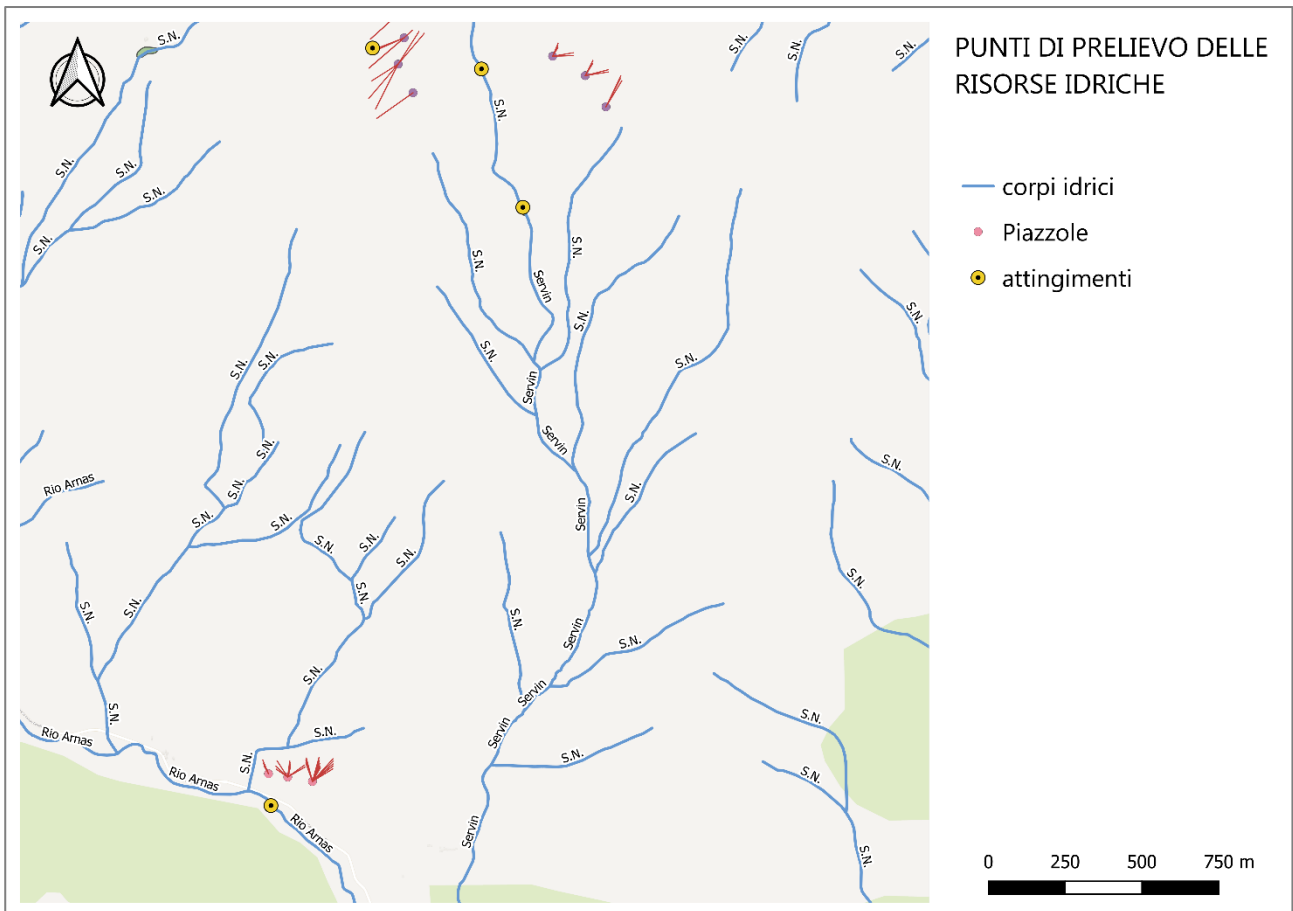 PUNTI DI PRELIEVO DELLE
RISORSE IDRICHE
corpi idrici
Piazzole
attingimenti
0 250 500 750 m
S.N.
S.N.
S.N.
S.N.
S.N.
S.N.
S.N.
S.N.
S.N.
S.N.
S.N.
Servin
S.N.
S.N.
S.N.
S.N.
S.N.
S.N.
Servin
Servin
S.N.
S.N.
Rio Arnas
S.N.
S.N.
S.N.
S.N.
Servin
S.N.
S.N.
S.N.
S.N.
S.N.
S.N.
S.N.
S.N.
Servin
S.N.
S.N.
Servin
S.N.
S.N.
Rio Arnas
S.N.
Servin
S.N.
S.N.
Rio Arnas
S.N.
Rio Arnas
Servin
S.N.